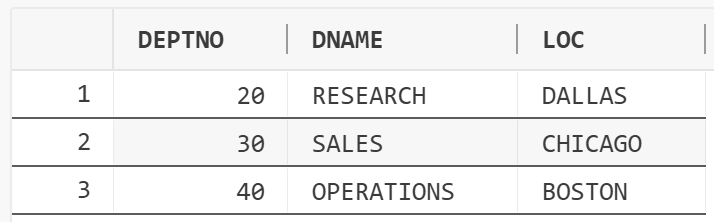 DEPTNO DNAME LOC
1 20 RESEARCH DALLAS
2 30 SALES CHICAGO
3 40 OPERATIONS BOSTON